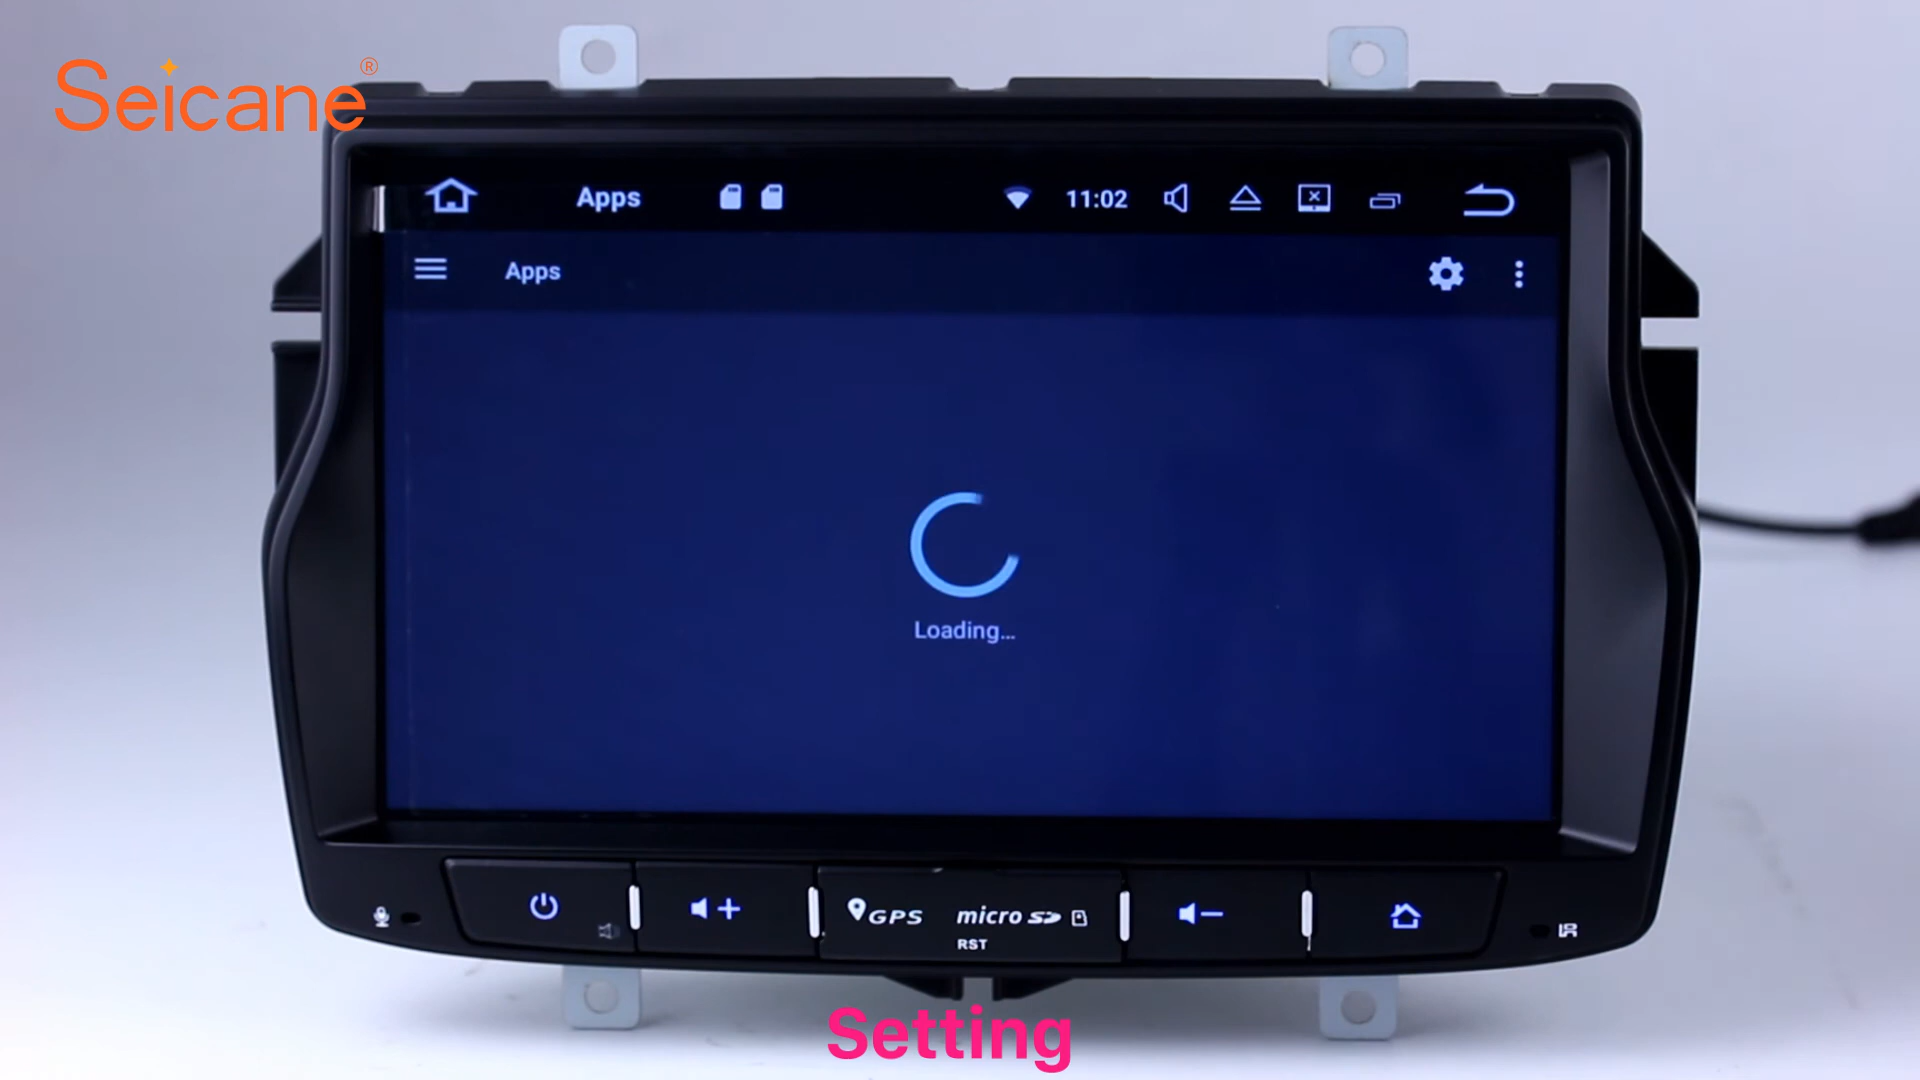 Seicane®
Apps 11:02
Apps
Loading...
GPS micro SD
RST
Setting